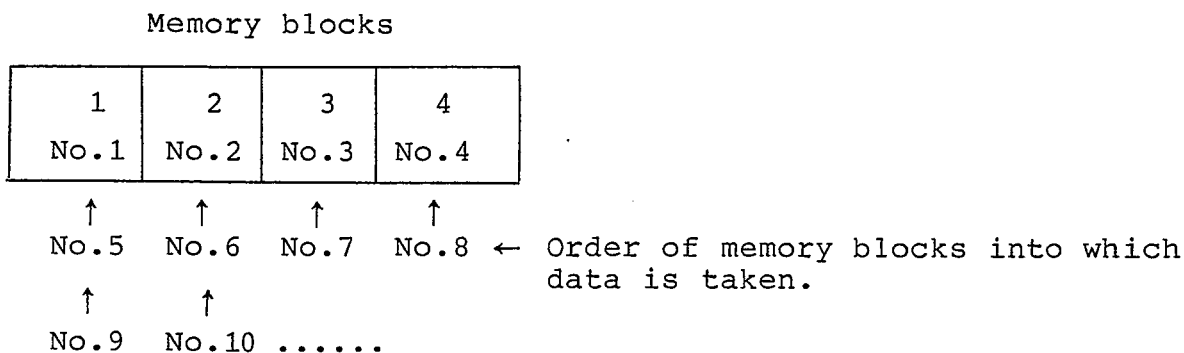 Memory blocks
1 2 3 4
No.1 No.2 No.3 No.4
↑ ↑ ↑ ↑
No.5 No.6 No.7 No.8 ← Order of memory blocks into which
data is taken.
↑ ↑
No.9 No.10 ......